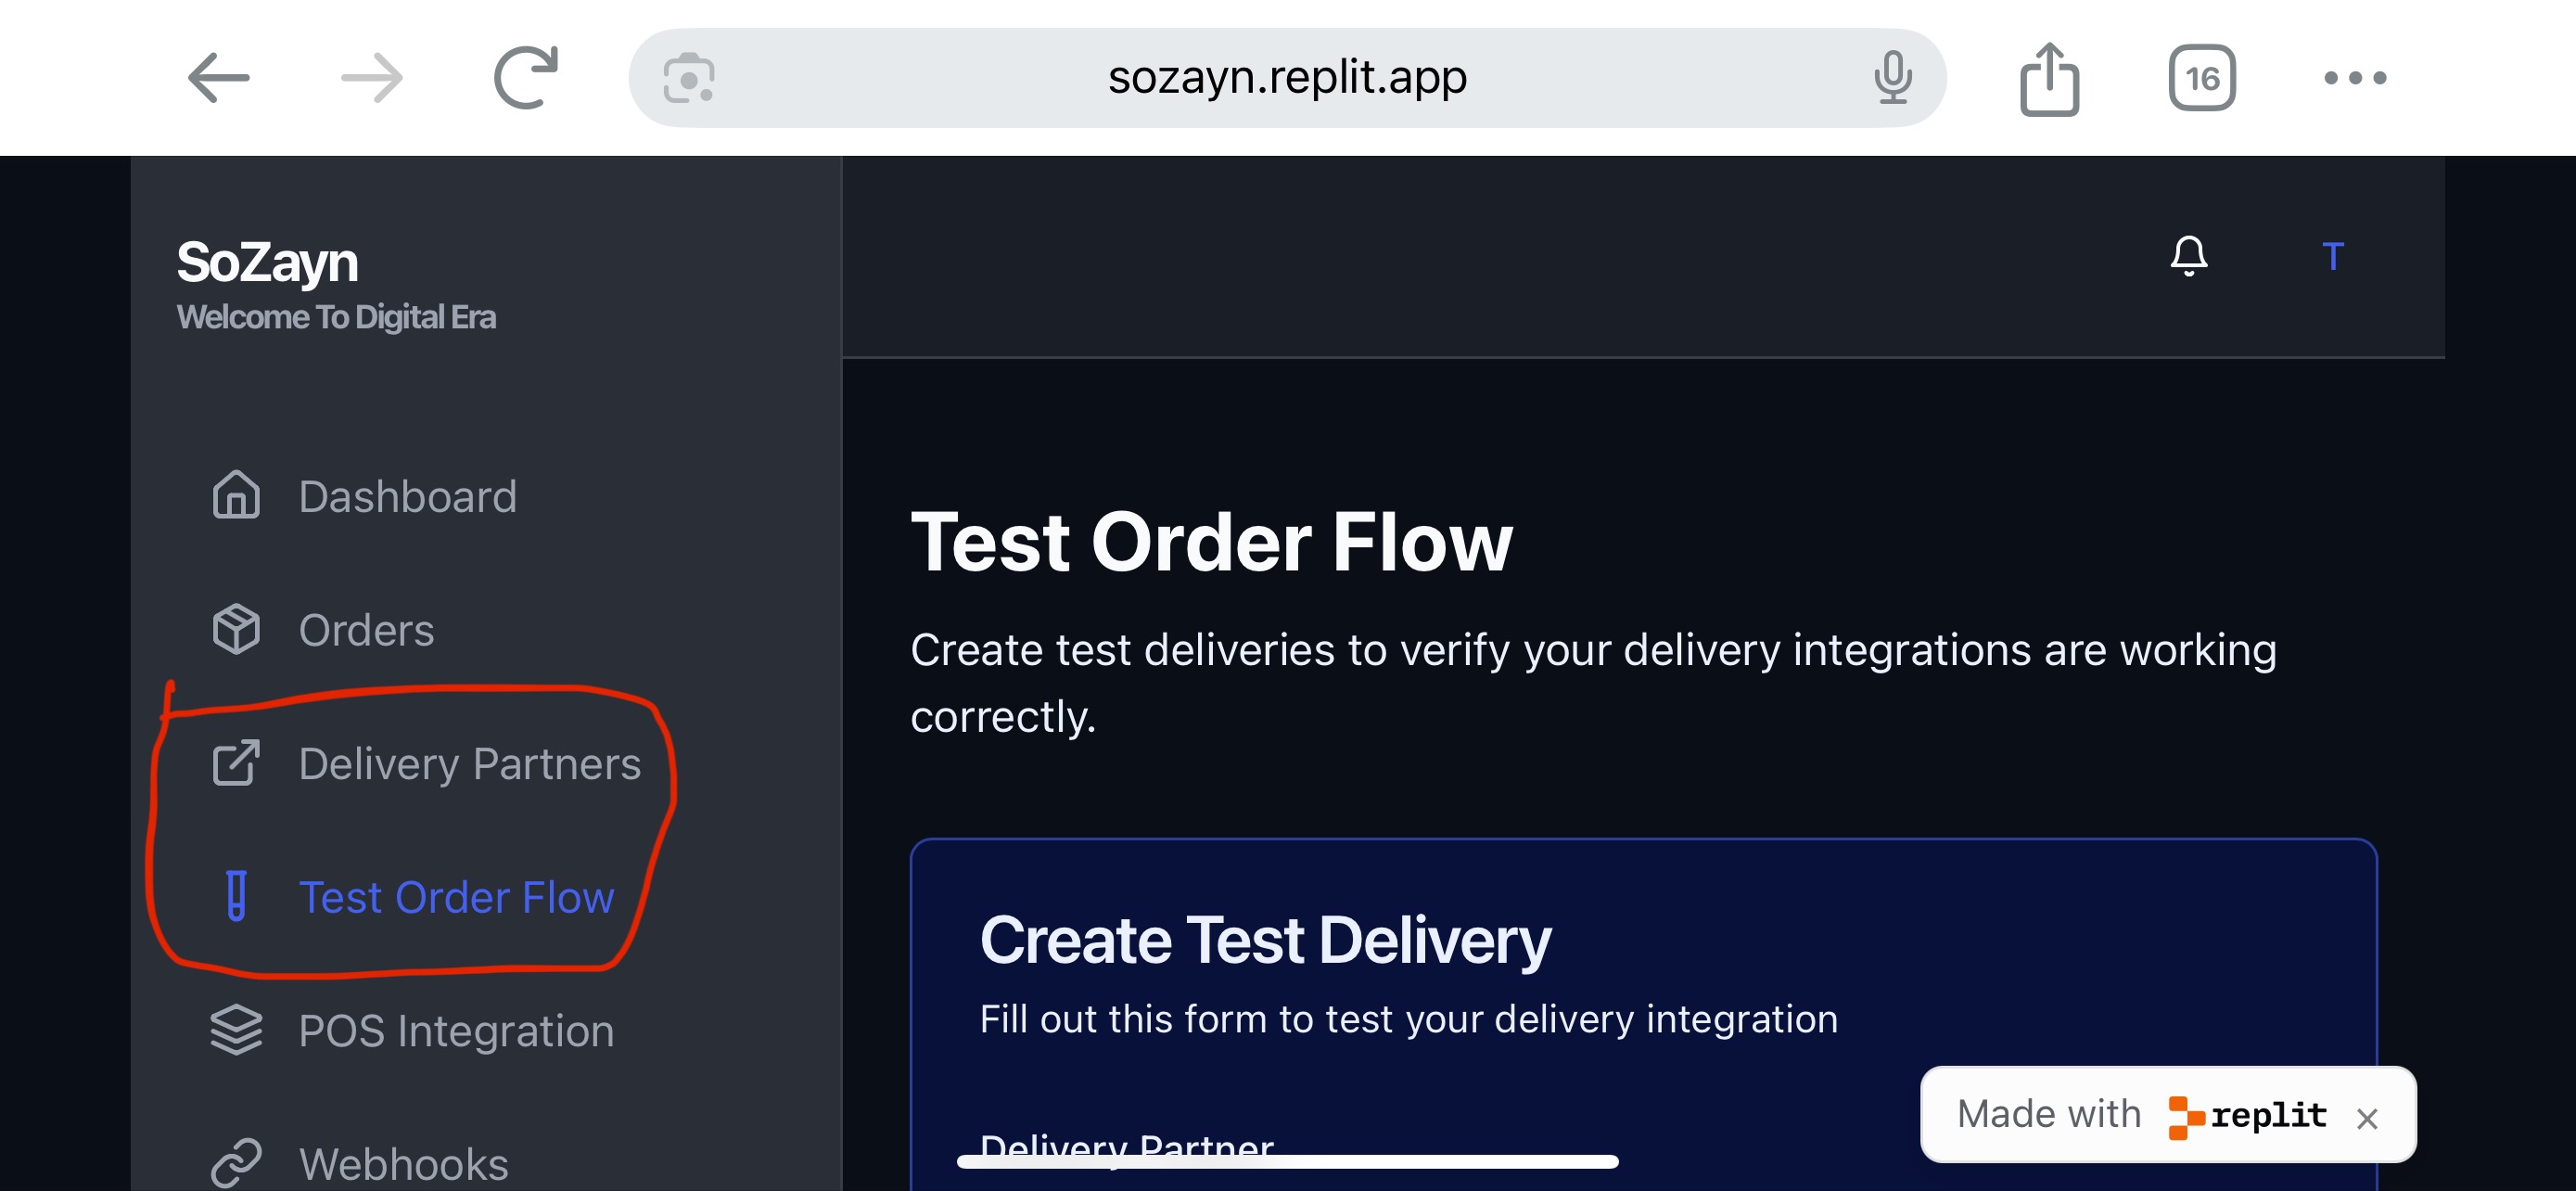 sozayn.replit.app
16
SoZayn
Welcome To Digital Era
T
Dashboard
Orders
Delivery Partners
Test Order Flow
POS Integration
Webhooks
Test Order Flow
Create test deliveries to verify your delivery integrations are working
correctly.
Create Test Delivery
Fill out this form to test your delivery integration
Delivery Partner
Made with replit